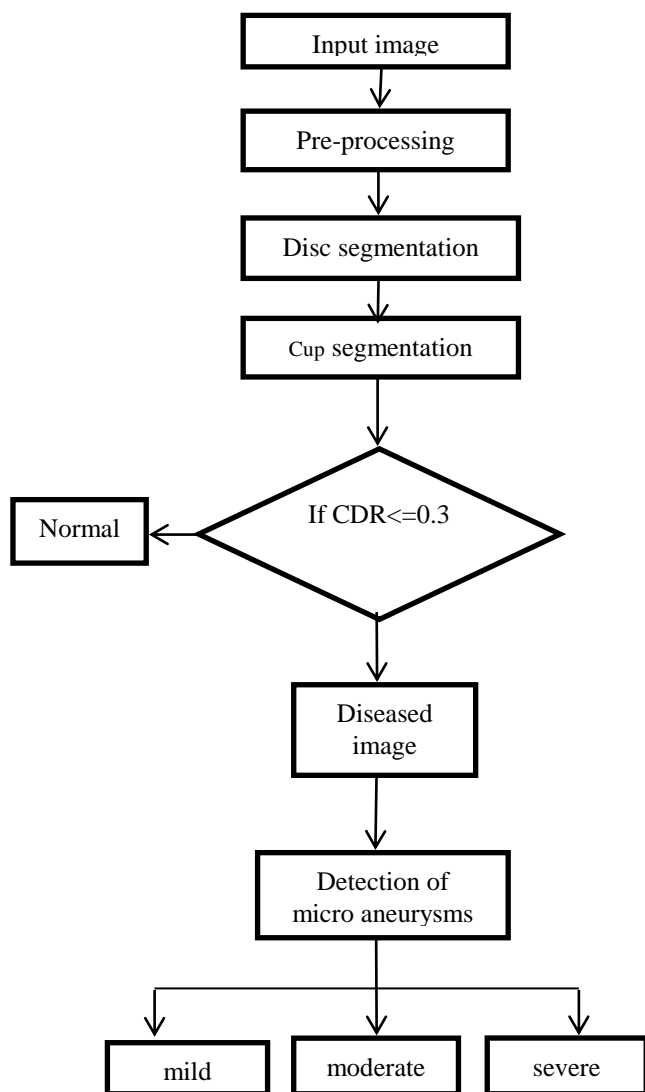 Input image
Pre-processing
Disc segmentation
Cup segmentation
If CDR<=0.3
Normal
Diseased
image
Detection of
micro aneurysms
mild
moderate
severe